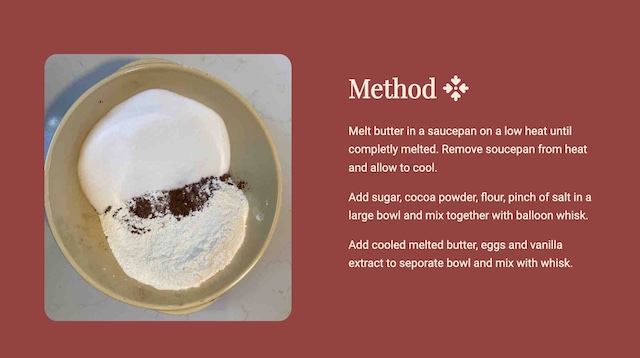 Method
Melt butter in a saucepan on a low heat until
completly melted. Remove soucepan from heat
and allow to cool.
Add sugar, cocoa powder, flour, pinch of salt in a
large bowl and mix together with balloon whisk.
Add cooled melted butter, eggs and vanilla
extract to seporate bowl and mix with whisk.